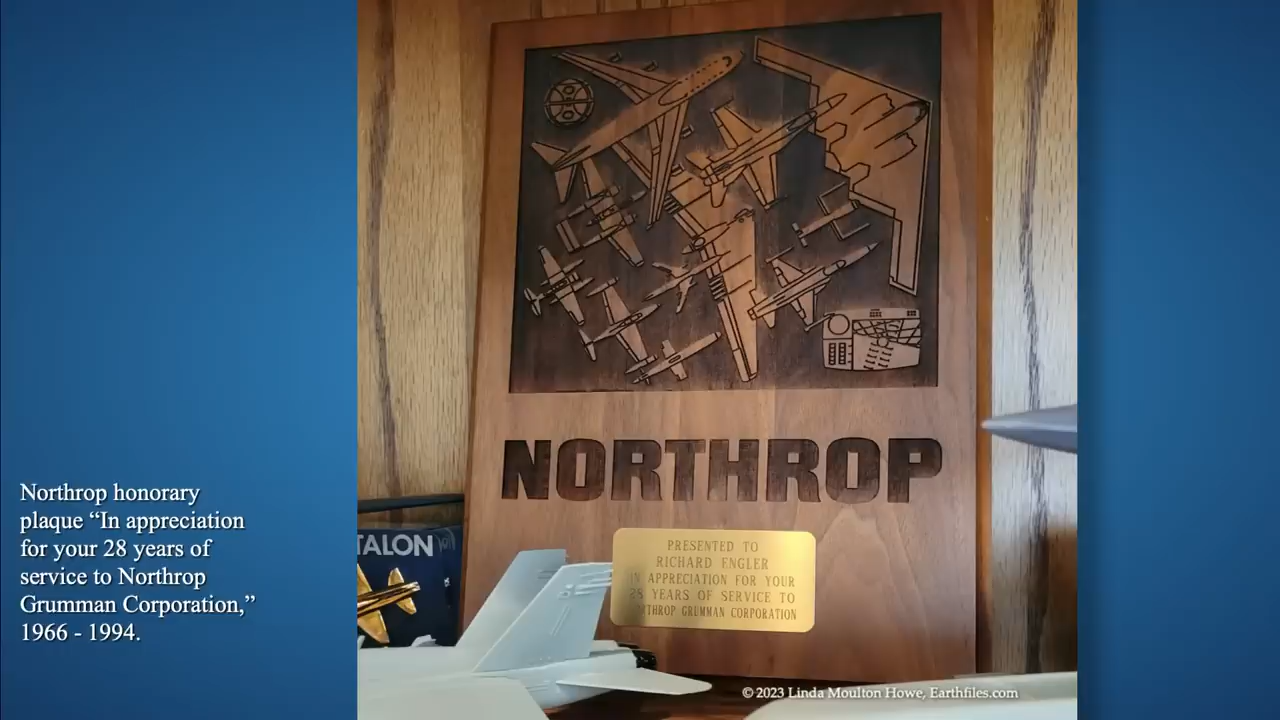 Northrop honorary
plaque “In appreciation
for your 28 years of
service to Northrop
Grumman Corporation,”
1966 - 1994.
NORTHROP
TALON
PRESENTED TO
RICHARD ENGLER
IN APPRECIATION FOR YOUR
28 YEARS OF SERVICE TO
THROP GRUMMAN CORPORATION
© 2023 Linda Moulton Howe, Earthfiles.com